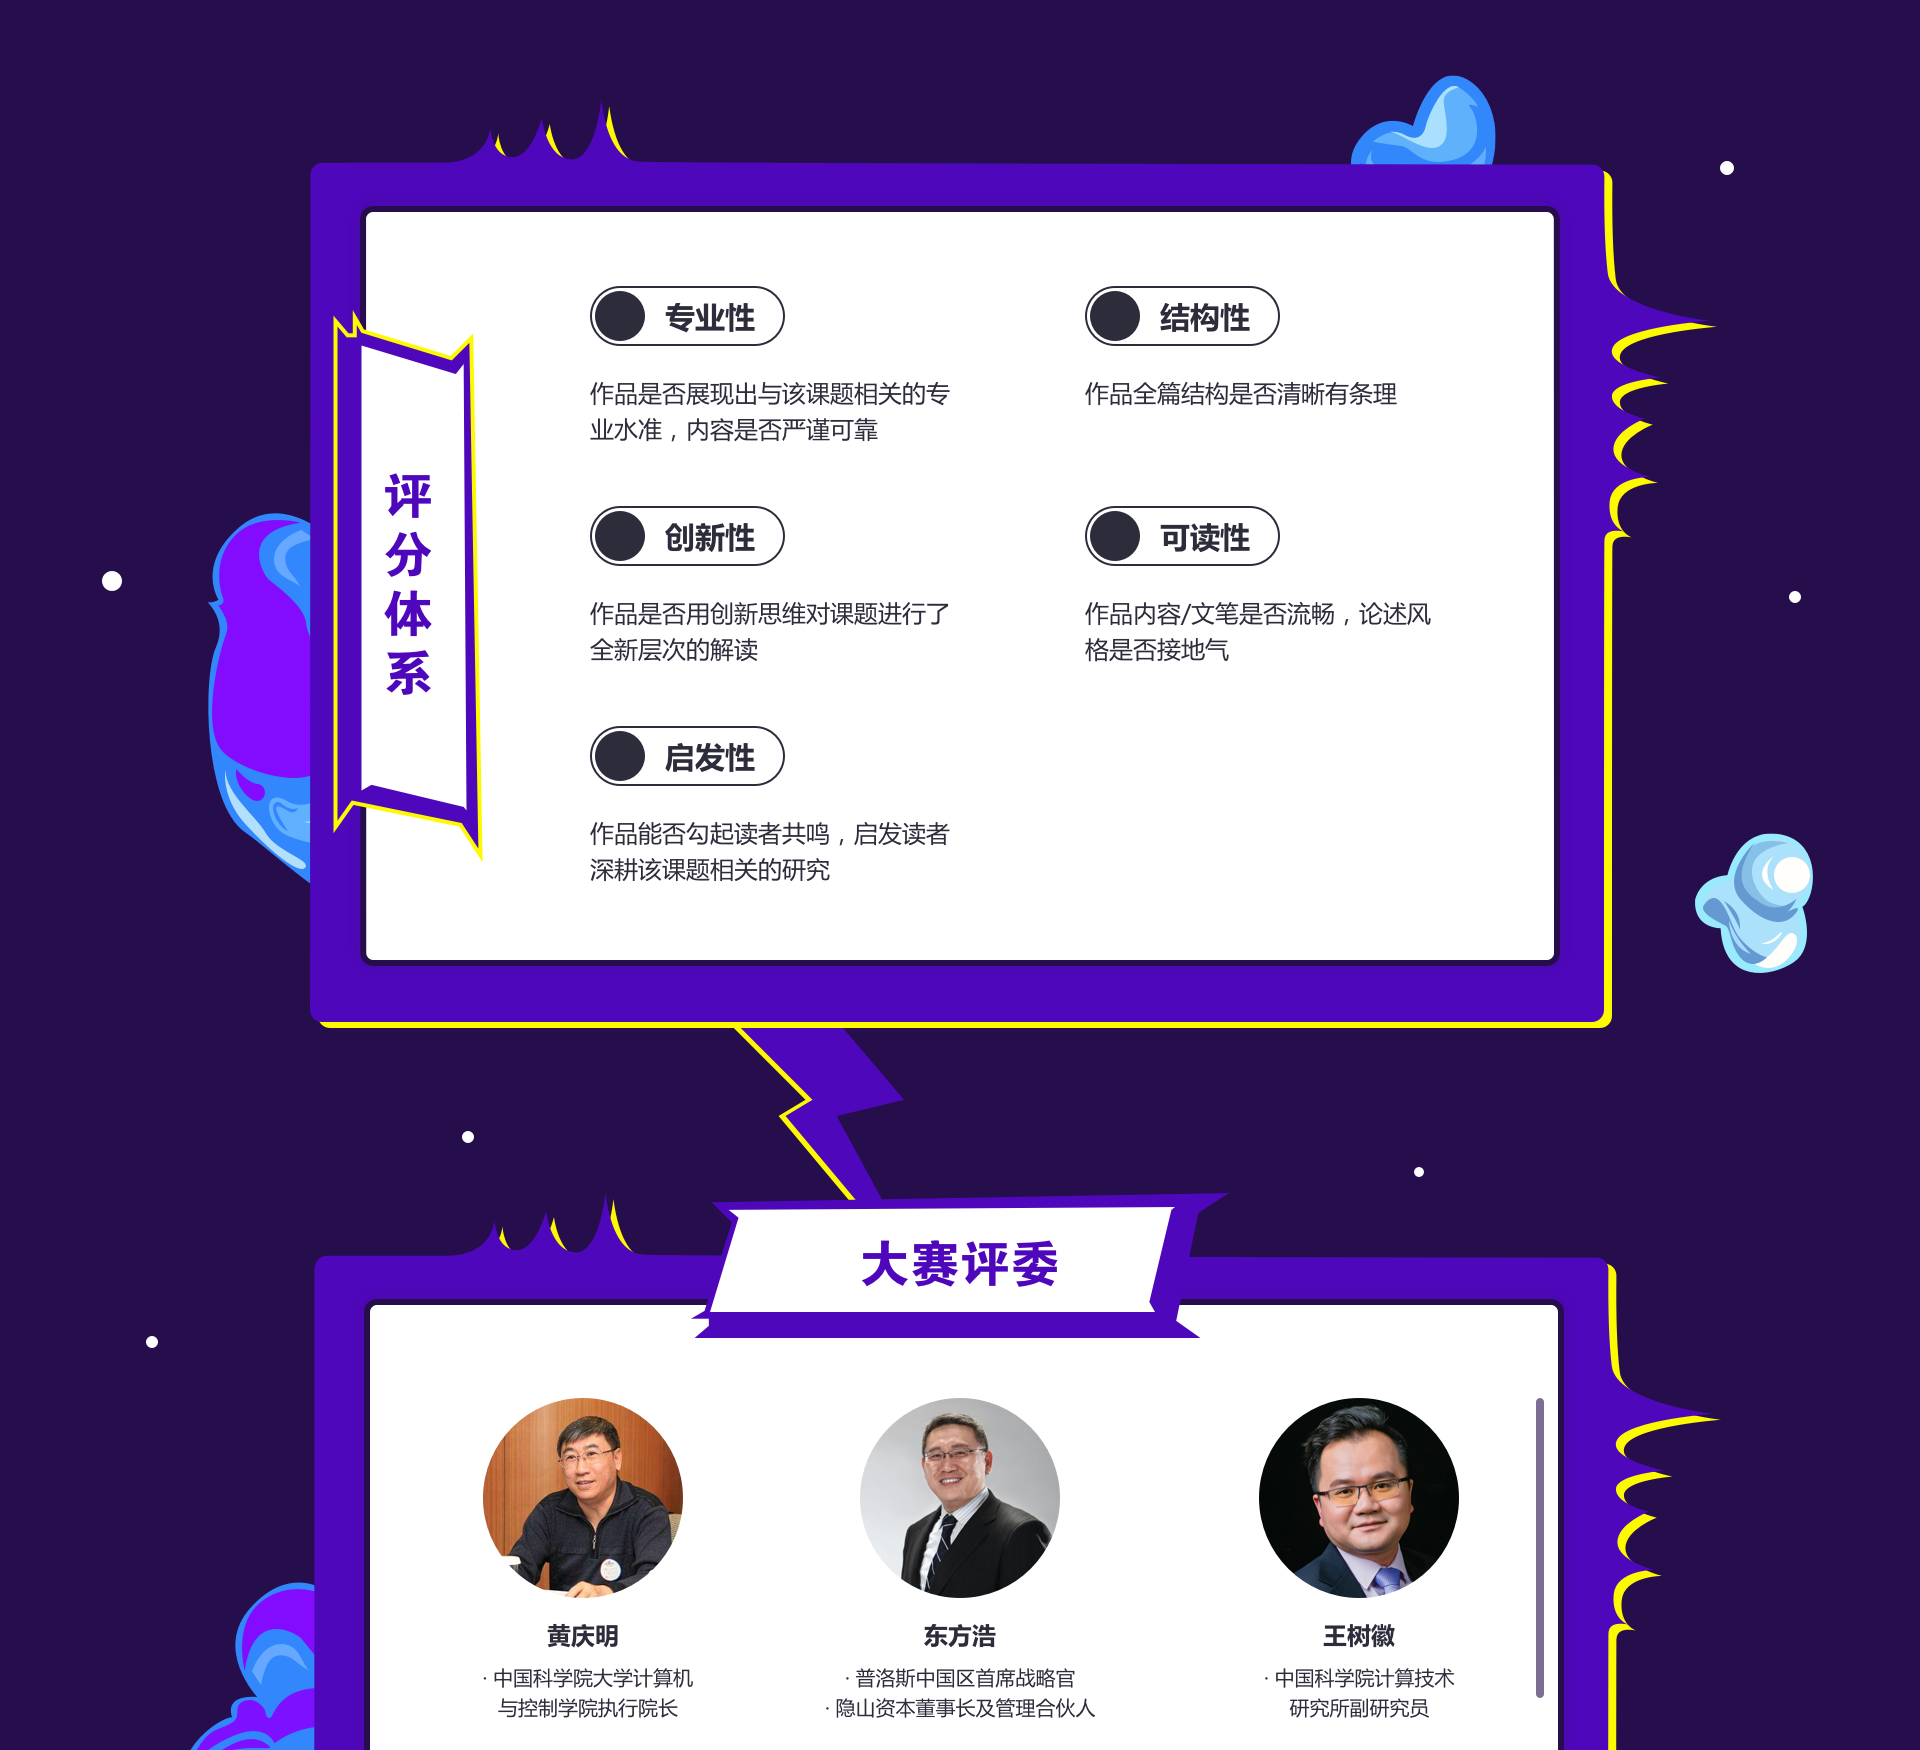 评
分
体
系
专业性
作品是否展现出与该课题相关的专
业水准，内容是否严谨可靠
结构性
作品全篇结构是否清晰有条理
创新性
作品是否用创新思维对课题进行了
全新层次的解读
可读性
作品内容/文笔是否流畅，论述风
格是否接地气
启发性
作品能否勾起读者共鸣，启发读者
深耕该课题相关的研究
大赛评委
黄庆明
· 中国科学院大学计算机
与控制学院执行院长
东方浩
· 普洛斯中国区首席战略官
· 隐山资本董事长及管理合伙人
王树徽
· 中国科学院计算技术
研究所副研究员